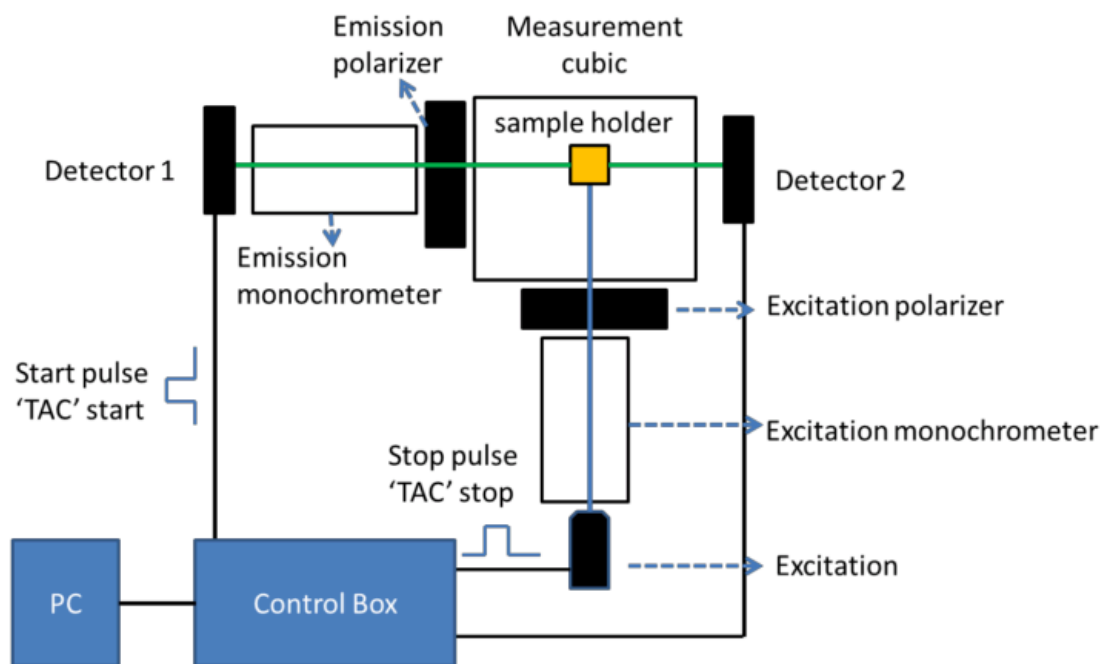 Emission
polarizer
Measurement
cubic
sample holder
Detector 1
Detector 2
Emission
monochrometer
Excitation polarizer
Start pulse
‘TAC’ start
Excitation monochrometer
Stop pulse
‘TAC’ stop
Excitation
PC
Control Box